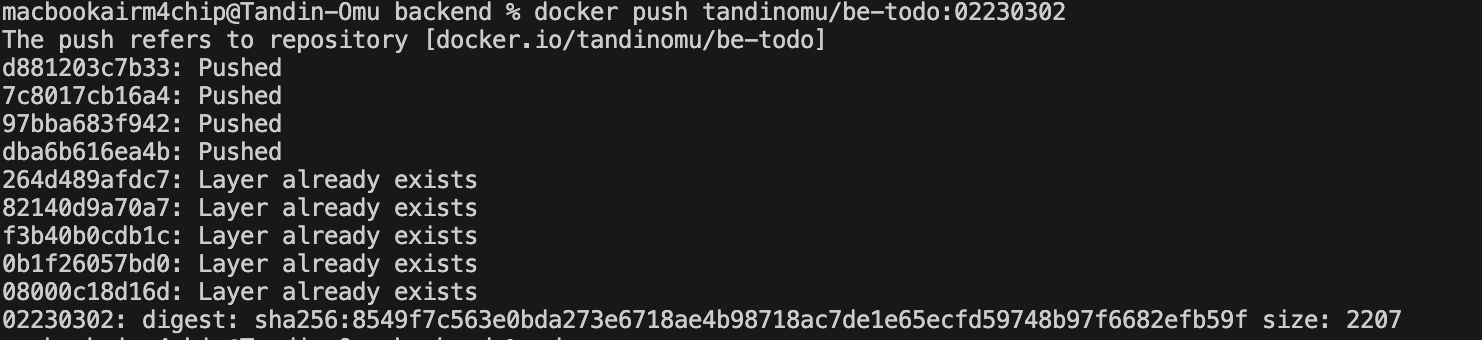 macbookairm4chip@Tandin-Omu backend % docker push tandinomu/be-todo:02230302
The push refers to repository [docker.io/tandinomu/be-todo]
d881203c7b33: Pushed
7c8017cb16a4: Pushed
97bba683f942: Pushed
dba6b616ea4b: Pushed
264d489afdc7: Layer already exists
82140d9a70a7: Layer already exists
f3b40b0cdb1c: Layer already exists
0b1f26057bd0: Layer already exists
08000c18d16d: Layer already exists
02230302: digest: sha256:8549f7c563e0bda273e6718ae4b98718ac7de1e65ecfd59748b97f6682efb59f size: 2207